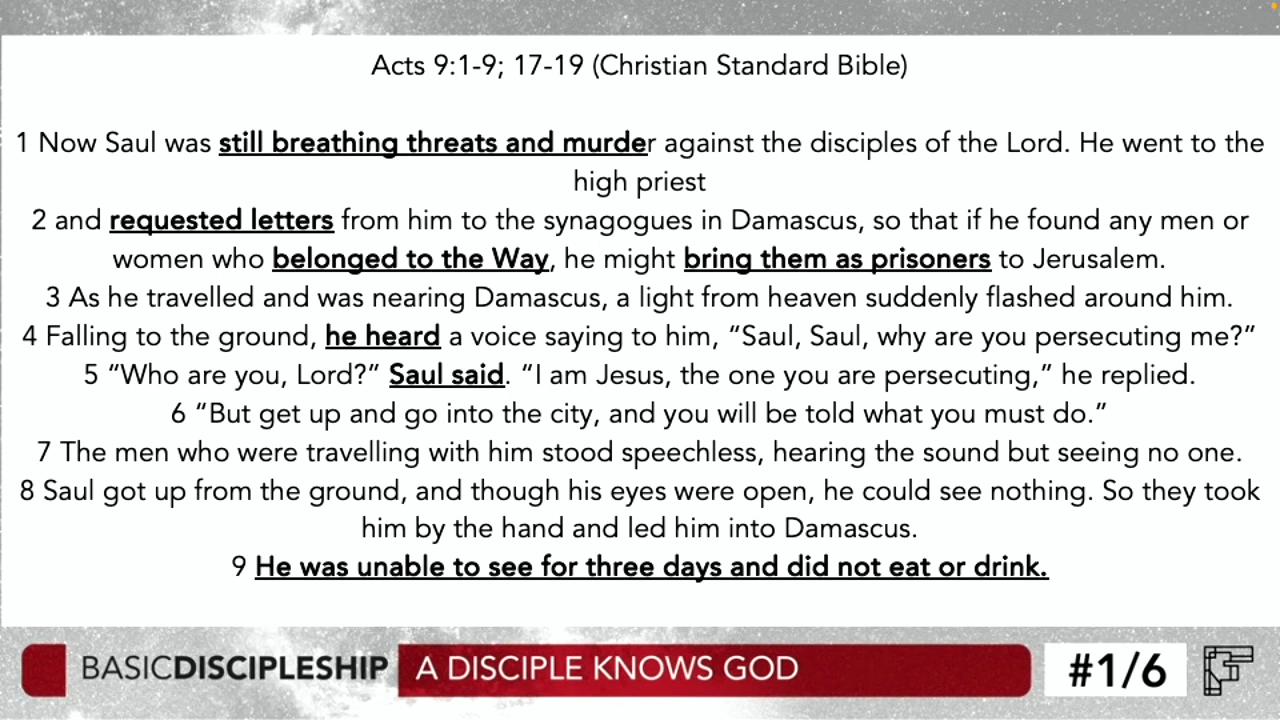 Acts 9:1-9; 17-19 (Christian Standard Bible)
1 Now Saul was still breathing threats and murder against the disciples of the Lord. He went to the
high priest
2 and requested letters from him to the synagogues in Damascus, so that if he found any men or
women who belonged to the Way, he might bring them as prisoners to Jerusalem.
3 As he travelled and was nearing Damascus, a light from heaven suddenly flashed around him.
4 Falling to the ground, he heard a voice saying to him, “Saul, Saul, why are you persecuting me?”
5 “Who are you, Lord?” Saul said. “I am Jesus, the one you are persecuting,” he replied.
6 “But get up and go into the city, and you will be told what you must do.”
7 The men who were travelling with him stood speechless, hearing the sound but seeing no one.
8 Saul got up from the ground, and though his eyes were open, he could see nothing. So they took
him by the hand and led him into Damascus.
9 He was unable to see for three days and did not eat or drink.
BASICDISCIPLESHIP A DISCIPLE KNOWS GOD #1/6